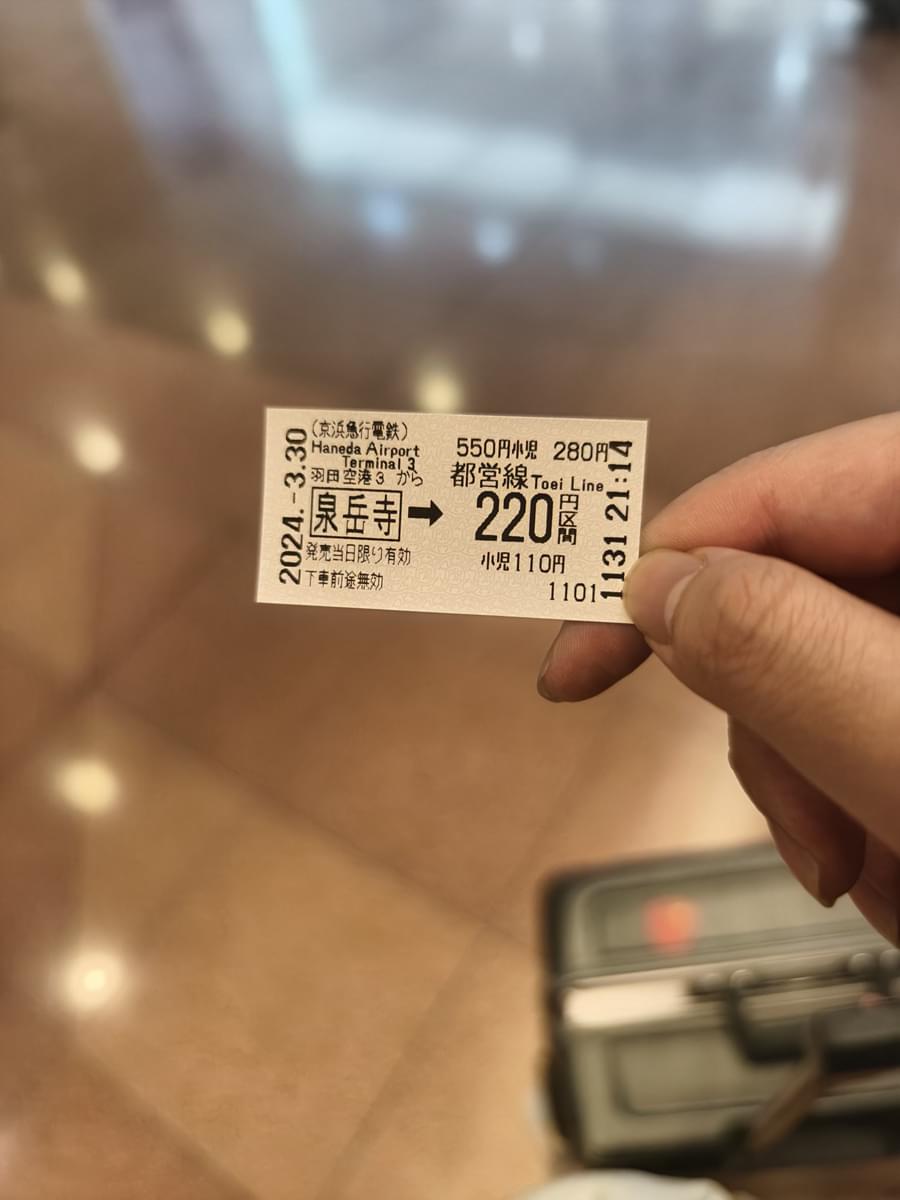 2024.-3.30
(京浜急行電鉄)
Haneda Airport
Terminal 3
羽田空港3 から
泉岳寺 ➡
発売当日限り有効
下車前途無効
550円小児 280円
都営線 Toei Line
220円区間
小児110円
1101
1131 21:14